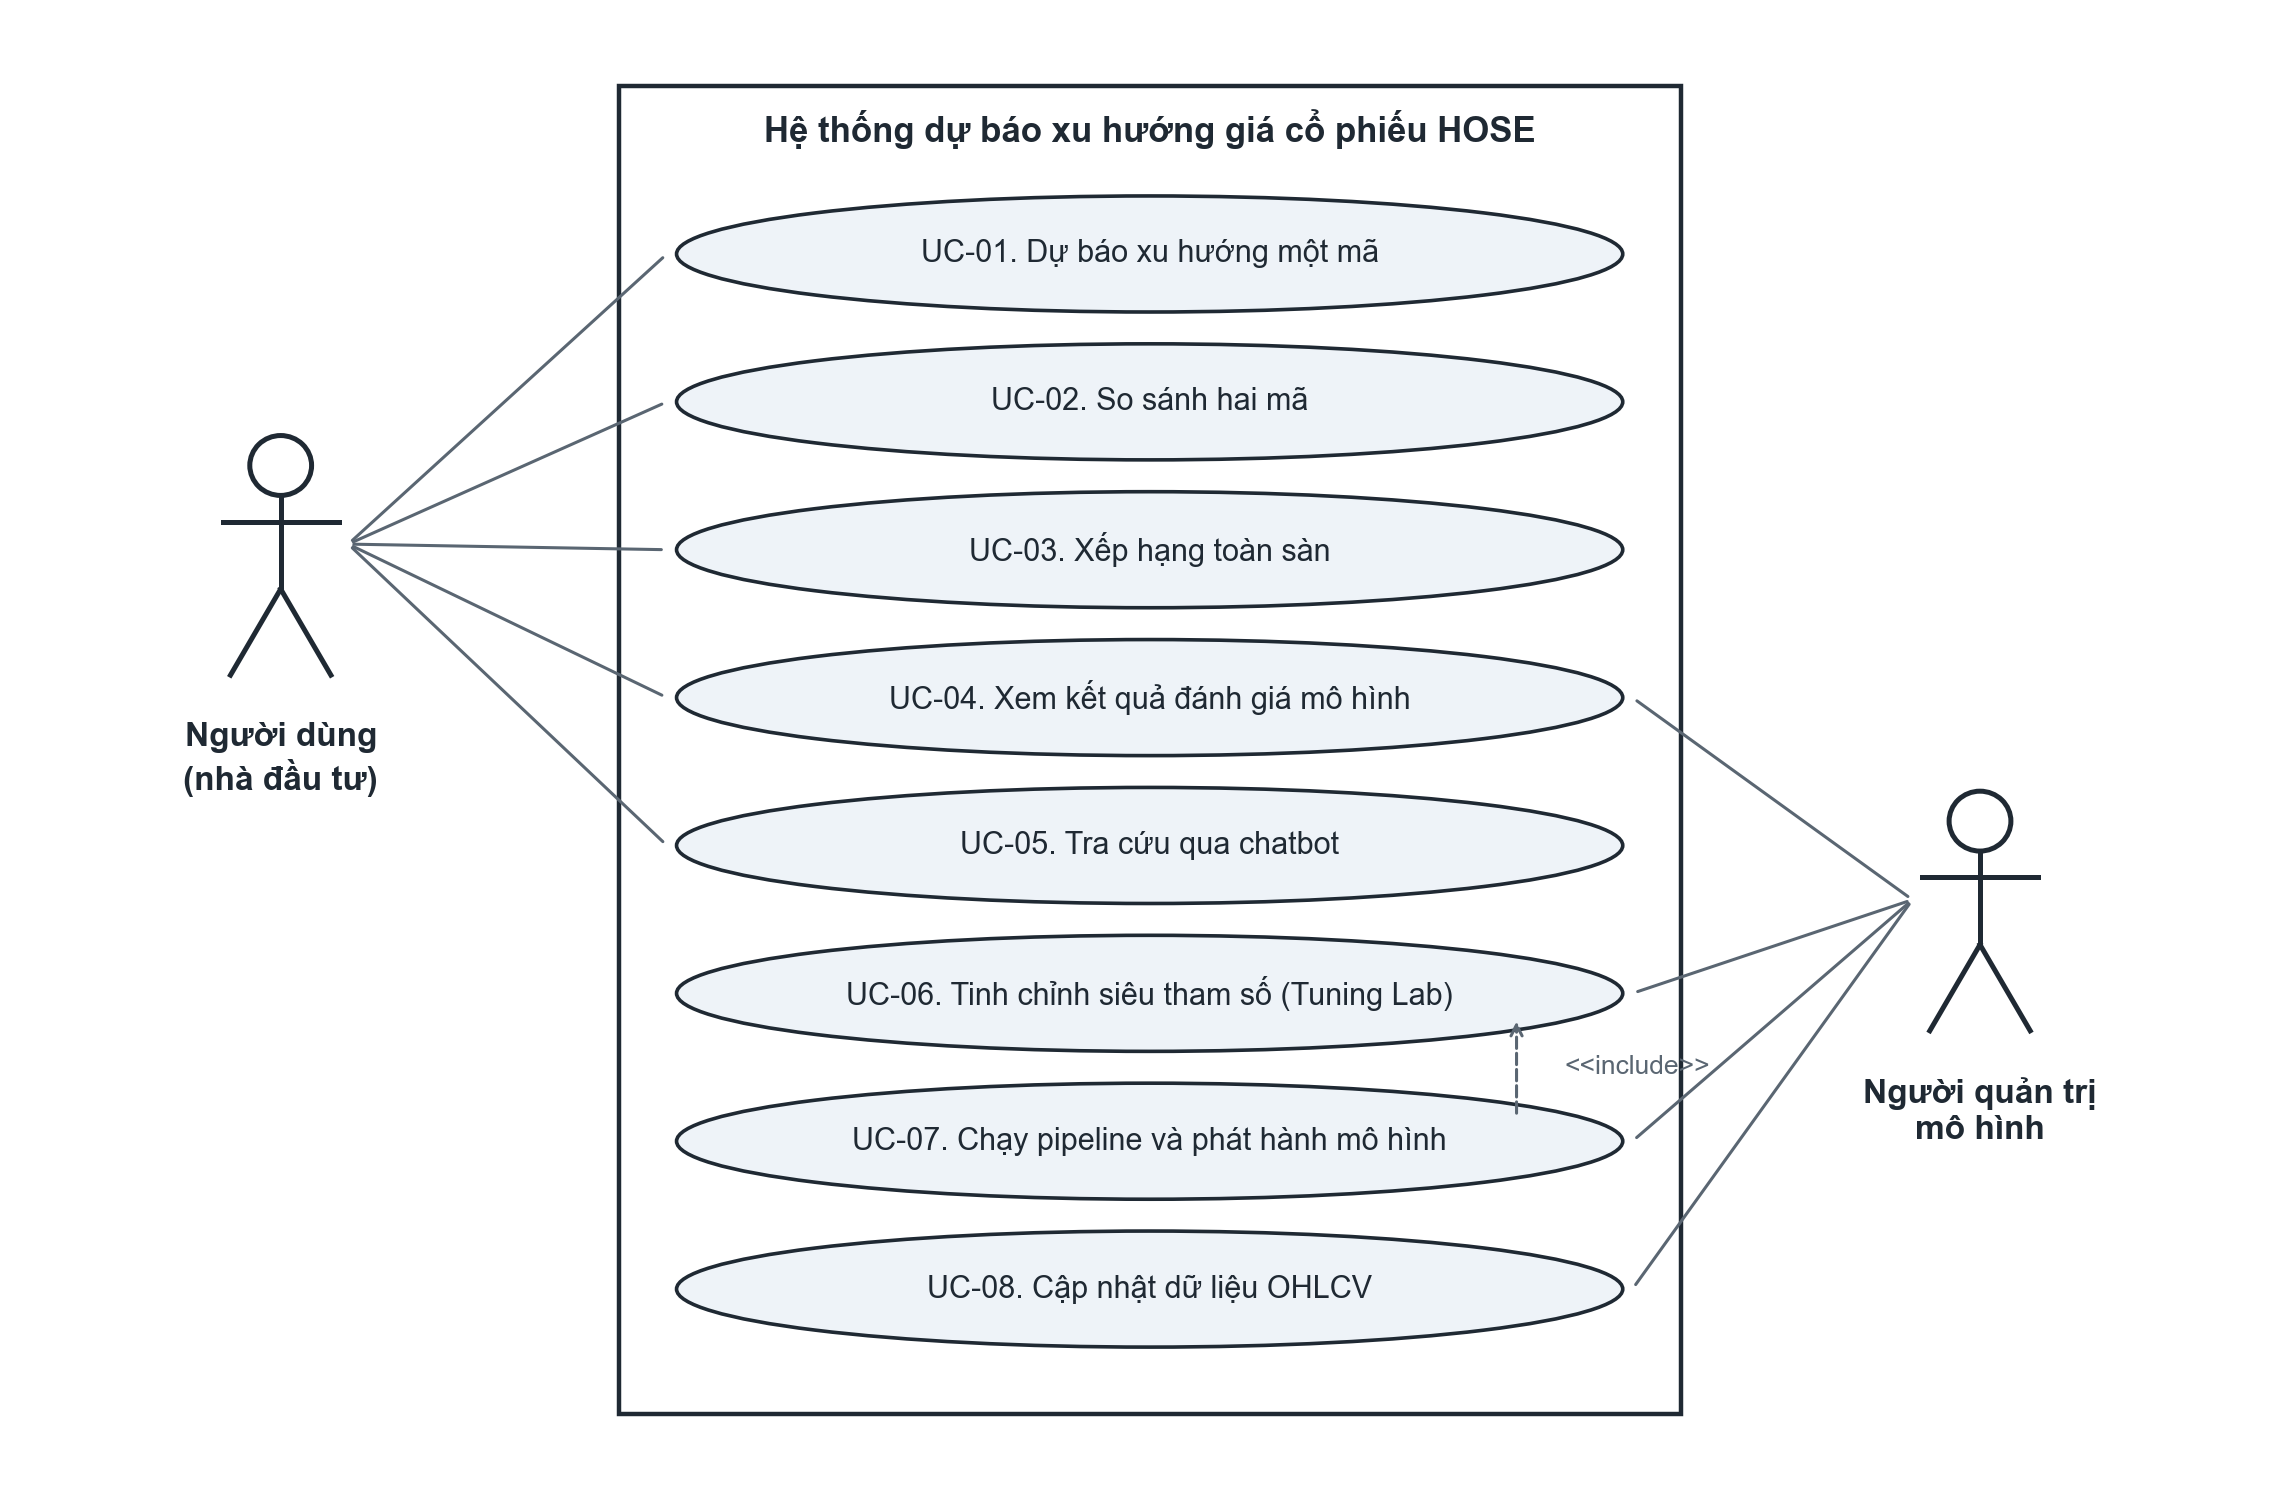 Hệ thống dự báo xu hướng giá cổ phiếu HOSE
UC-01. Dự báo xu hướng một mã
UC-02. So sánh hai mã
UC-03. Xếp hạng toàn sàn
UC-04. Xem kết quả đánh giá mô hình
Người dùng
(nhà đầu tư)
UC-05. Tra cứu qua chatbot
UC-06. Tinh chỉnh siêu tham số (Tuning Lab)
<<include>>
Người quản trị
mô hình
UC-07. Chạy pipeline và phát hành mô hình
UC-08. Cập nhật dữ liệu OHLCV